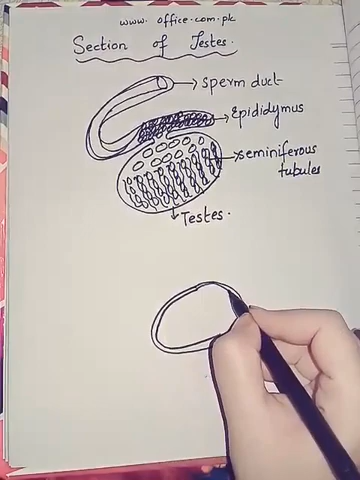 www. office.com.pk
Section of Testes.
sperm duct
Epididymus
seminiferous
tubules
Testes.